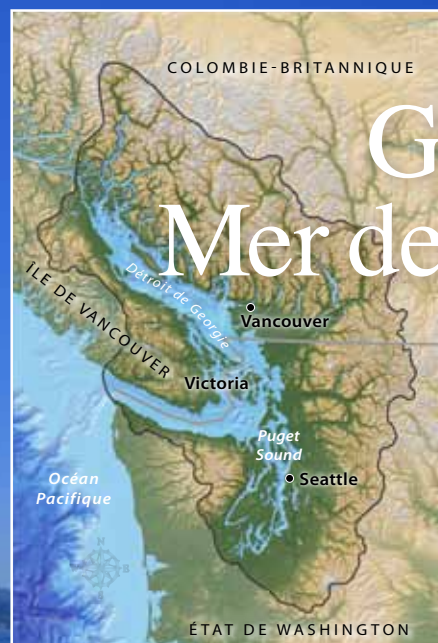 COLOMBIE-BRITANNIQUE
G
Mer de
ÎLE DE VANCOUVER
Détroit de Georgie
Vancouver
Victoria
Puget
Sound
Seattle
Océan
Pacifique
ÉTAT DE WASHINGTON